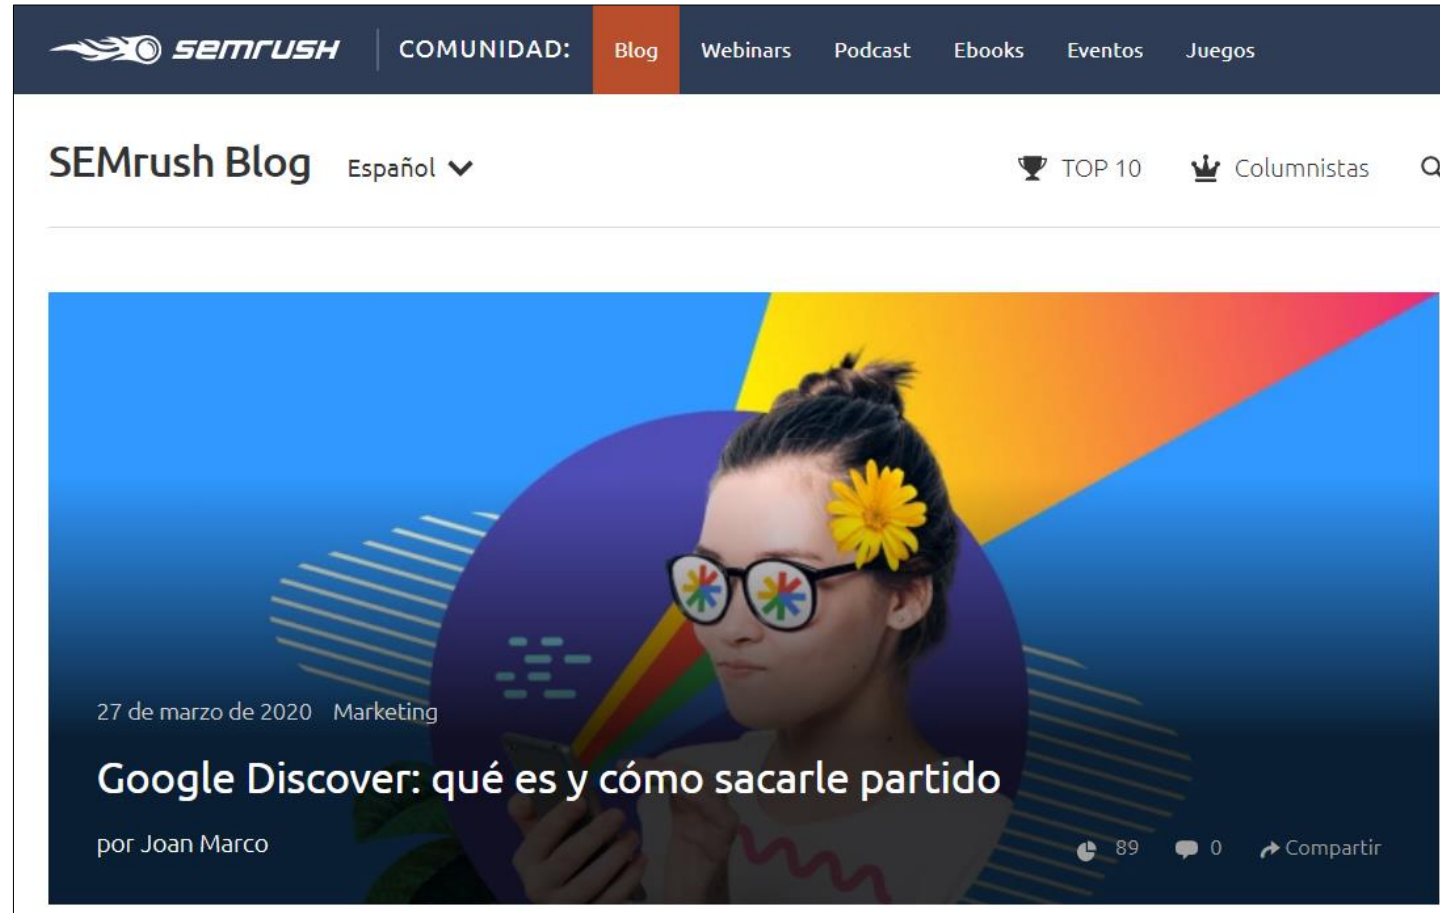 semrush COMUNIDAD: Blog Webinars Podcast Ebooks Eventos Juegos
SEMrush Blog Español TOP 10 Columnistas
27 de marzo de 2020 Marketing
Google Discover: qué es y cómo sacarle partido
por Joan Marco 89 0 Compartir